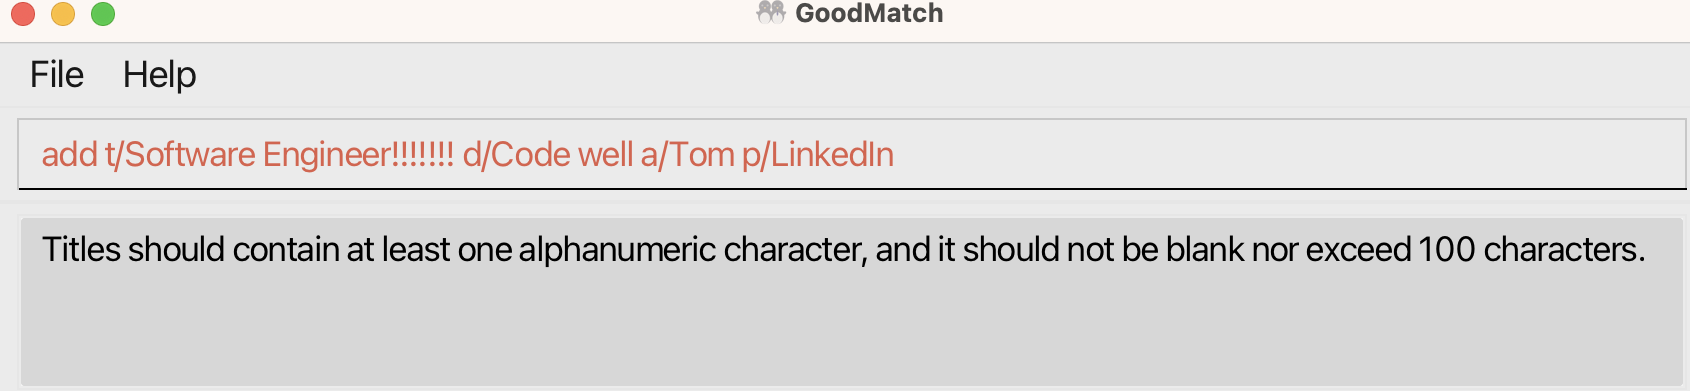 GoodMatch
File Help
add t/Software Engineer!!!!!!! d/Code well a/Tom p/LinkedIn
Titles should contain at least one alphanumeric character, and it should not be blank nor exceed 100 characters.